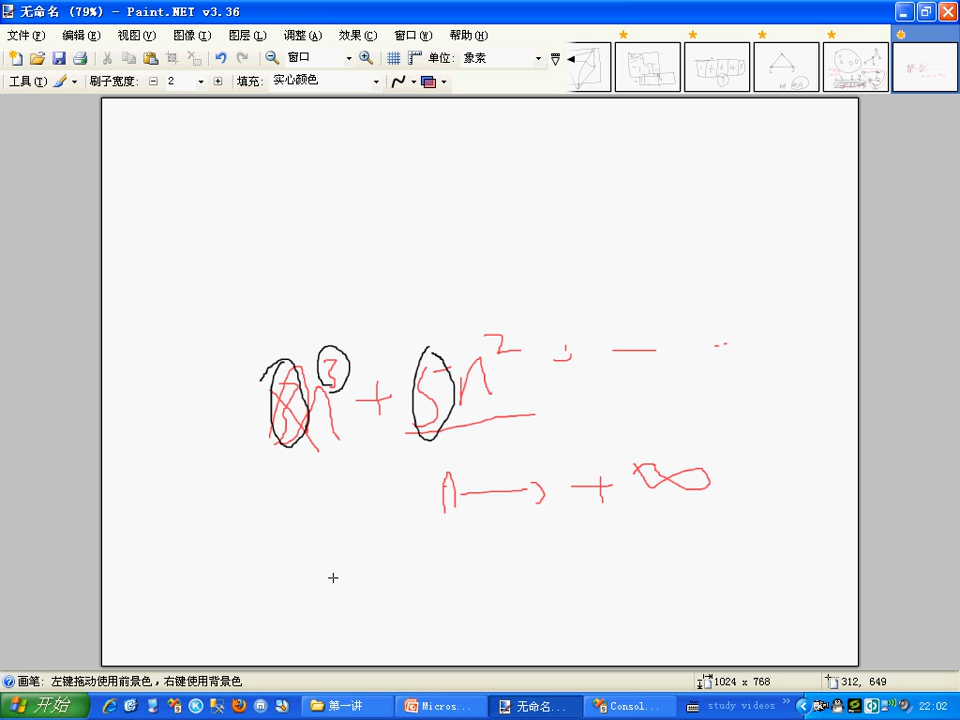 无命名 (79%) - Paint.NET v3.36
文件(F) 编辑(E) 视图(V) 图像(I) 图层(L) 调整(A) 效果(C) 窗口(W) 帮助(H)
窗口 单位: 象素
工具(T) 刷子宽度: 2 填充: 实心颜色
n³ + 5n²
n → + ∞
画笔: 左键拖动使用前景色，右键使用背景色 1024 x 768 312, 649
开始 第一讲 Micros... 无命名... Consol... study videos » 22:02